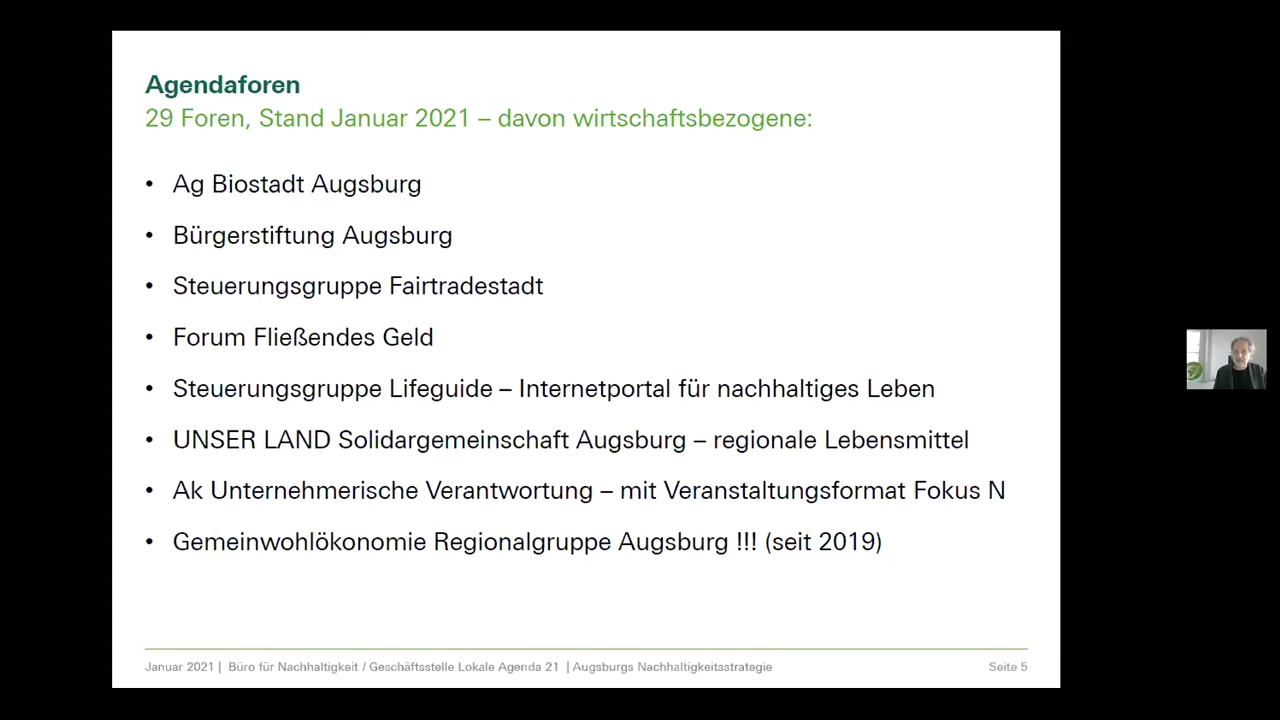 Agendaforen
29 Foren, Stand Januar 2021 – davon wirtschaftsbezogene:
• Ag Biostadt Augsburg
• Bürgerstiftung Augsburg
• Steuerungsgruppe Fairtradestadt
• Forum Fließendes Geld
• Steuerungsgruppe Lifeguide – Internetportal für nachhaltiges Leben
• UNSER LAND Solidargemeinschaft Augsburg – regionale Lebensmittel
• Ak Unternehmerische Verantwortung – mit Veranstaltungsformat Fokus N
• Gemeinwohlökonomie Regionalgruppe Augsburg !!! (seit 2019)
Januar 2021 | Büro für Nachhaltigkeit / Geschäftsstelle Lokale Agenda 21 | Augsburgs Nachhaltigkeitsstrategie Seite 5